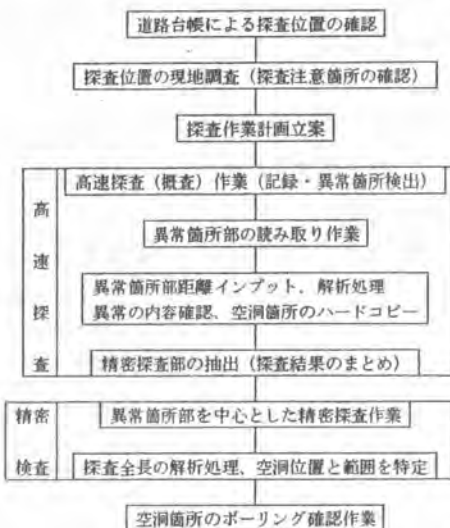 道路台帳による探査位置の確認
探査位置の現地調査（探査注意箇所の確認）
探査作業計画立案
高速探査
高速探査（概査）作業（記録・異常箇所検出）
異常箇所部の読み取り作業
異常箇所部距離インプット，解析処理
異常の内容確認、空洞箇所のハードコピー
精密探査部の抽出（探査結果のまとめ）
精密
検査
異常箇所部を中心とした精密探査作業
探査全長の解析処理、空洞位置と範囲を特定
空洞箇所のボーリング確認作業